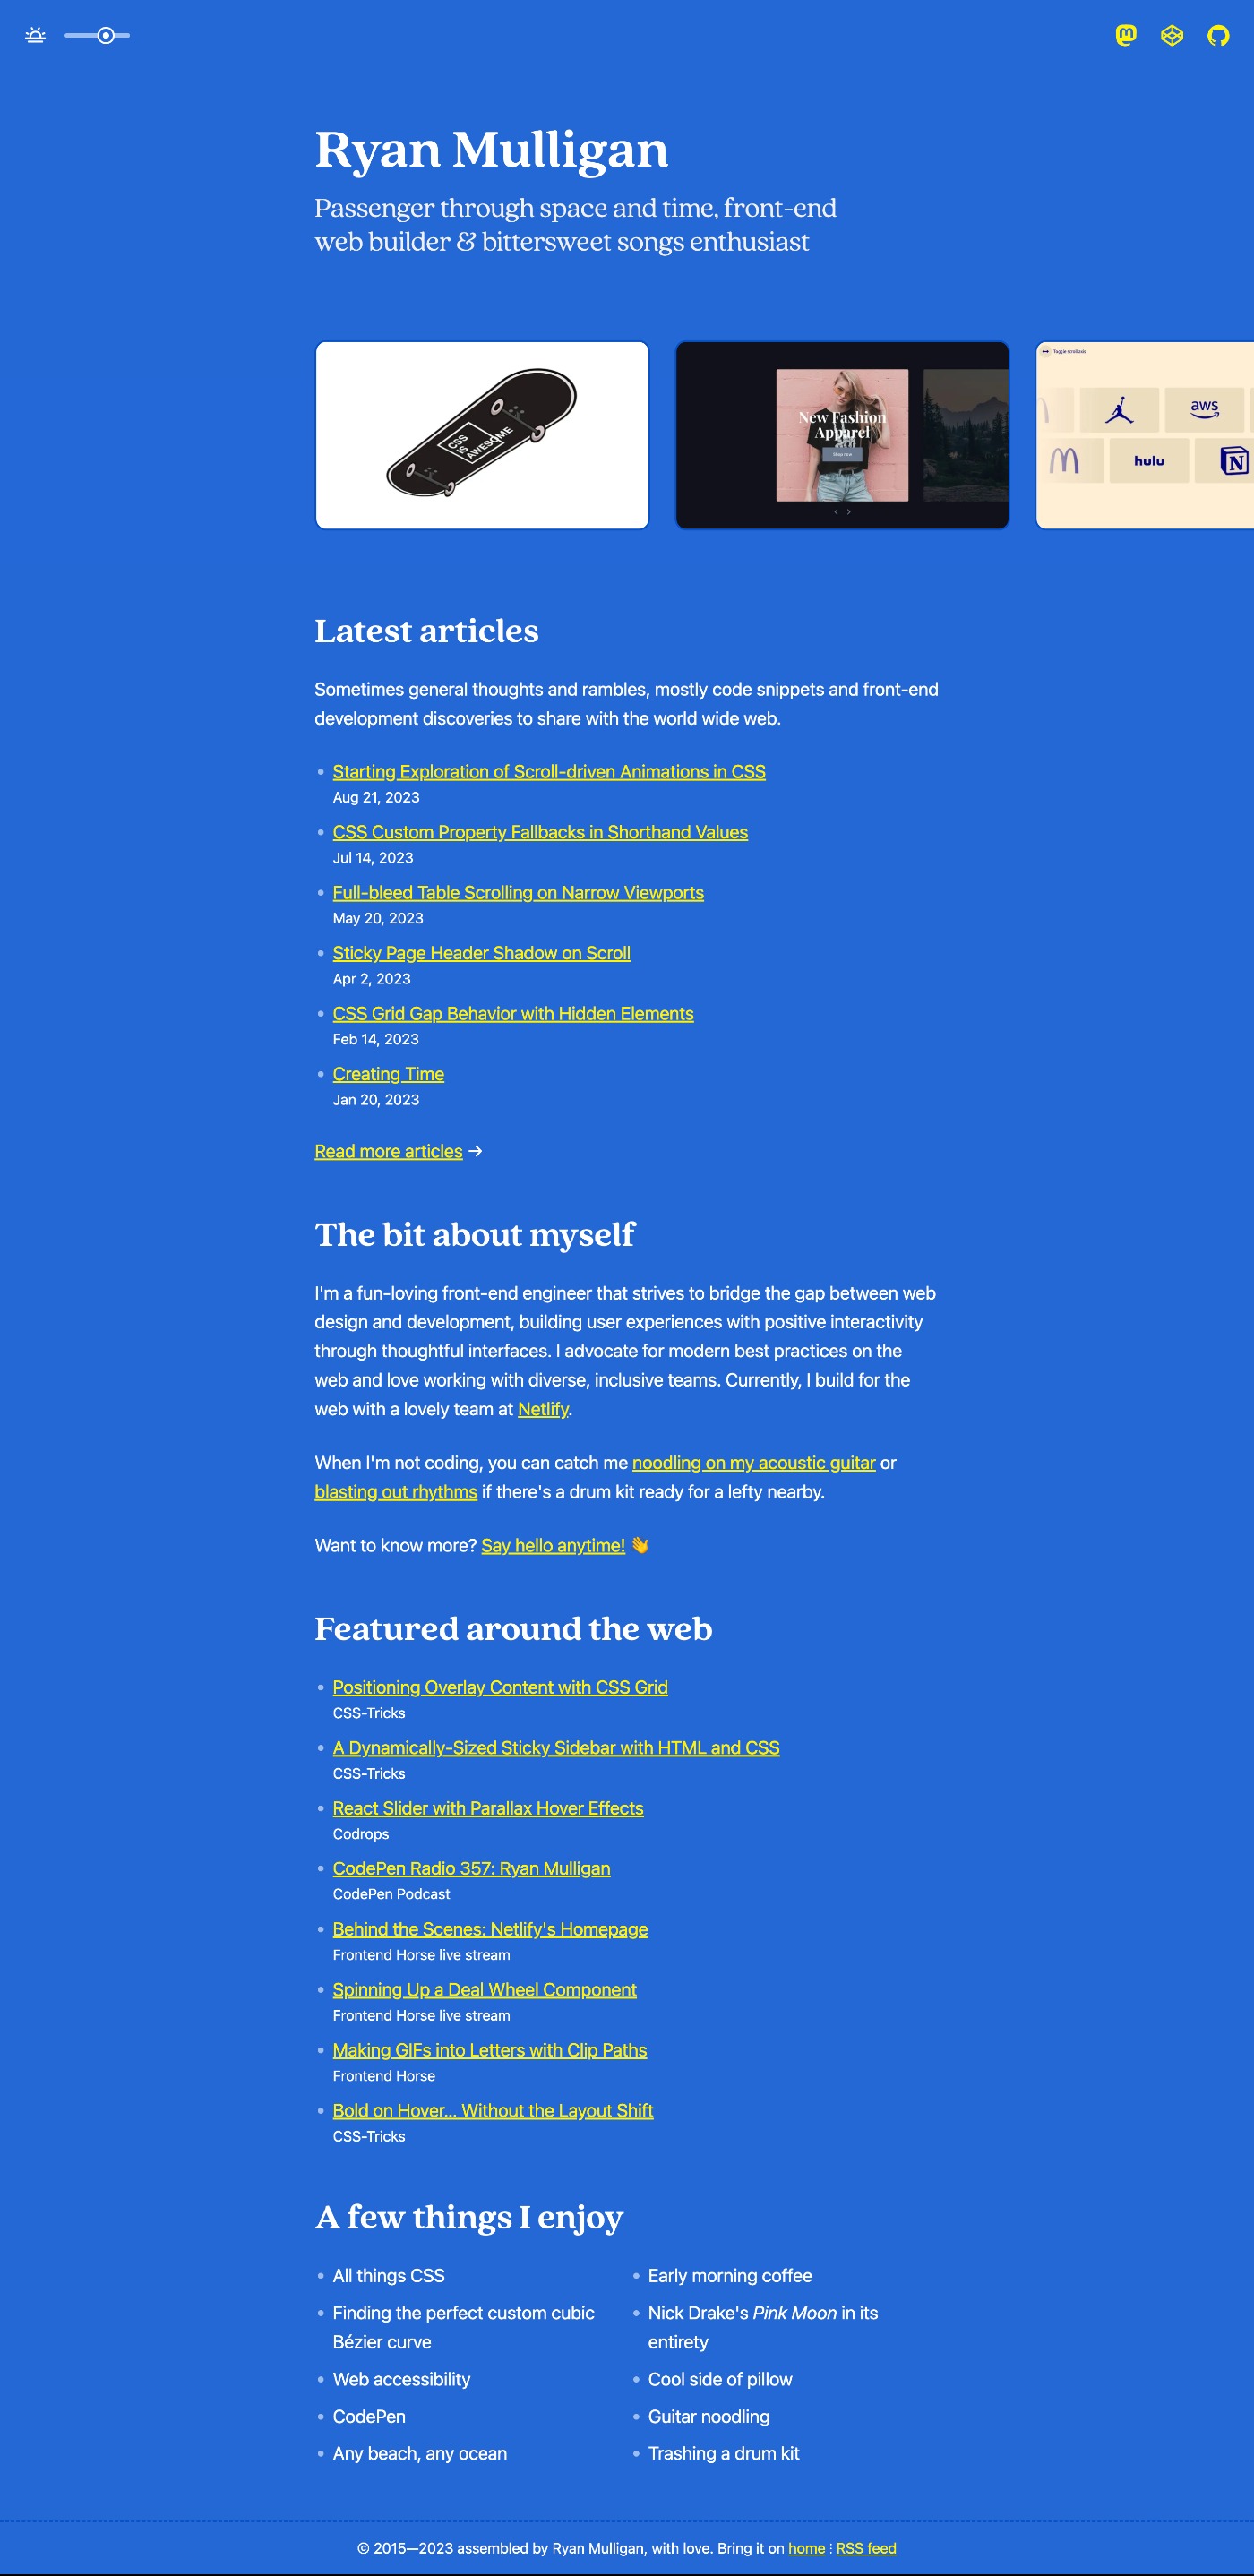 Ryan Mulligan
Passenger through space and time, front-end
web builder & bittersweet songs enthusiast
CSS
IS
AWESOME
New Fashion
Apparel
Shop now
Toggle scroll axis
aws
hulu
Latest articles
Sometimes general thoughts and rambles, mostly code snippets and front-end
development discoveries to share with the world wide web.
Starting Exploration of Scroll-driven Animations in CSS
Aug 21, 2023
CSS Custom Property Fallbacks in Shorthand Values
Jul 14, 2023
Full-bleed Table Scrolling on Narrow Viewports
May 20, 2023
Sticky Page Header Shadow on Scroll
Apr 2, 2023
CSS Grid Gap Behavior with Hidden Elements
Feb 14, 2023
Creating Time
Jan 20, 2023
Read more articles →
The bit about myself
I'm a fun-loving front-end engineer that strives to bridge the gap between web
design and development, building user experiences with positive interactivity
through thoughtful interfaces. I advocate for modern best practices on the
web and love working with diverse, inclusive teams. Currently, I build for the
web with a lovely team at Netlify.
When I'm not coding, you can catch me noodling on my acoustic guitar or
blasting out rhythms if there's a drum kit ready for a lefty nearby.
Want to know more? Say hello anytime! 👋
Featured around the web
Positioning Overlay Content with CSS Grid
CSS-Tricks
A Dynamically-Sized Sticky Sidebar with HTML and CSS
CSS-Tricks
React Slider with Parallax Hover Effects
Codrops
CodePen Radio 357: Ryan Mulligan
CodePen Podcast
Behind the Scenes: Netlify's Homepage
Frontend Horse live stream
Spinning Up a Deal Wheel Component
Frontend Horse live stream
Making GIFs into Letters with Clip Paths
Frontend Horse
Bold on Hover... Without the Layout Shift
CSS-Tricks
A few things I enjoy
All things CSS
Finding the perfect custom cubic
Bézier curve
Web accessibility
CodePen
Any beach, any ocean
Early morning coffee
Nick Drake's Pink Moon in its
entirety
Cool side of pillow
Guitar noodling
Trashing a drum kit
© 2015—2023 assembled by Ryan Mulligan, with love. Bring it on home : RSS feed